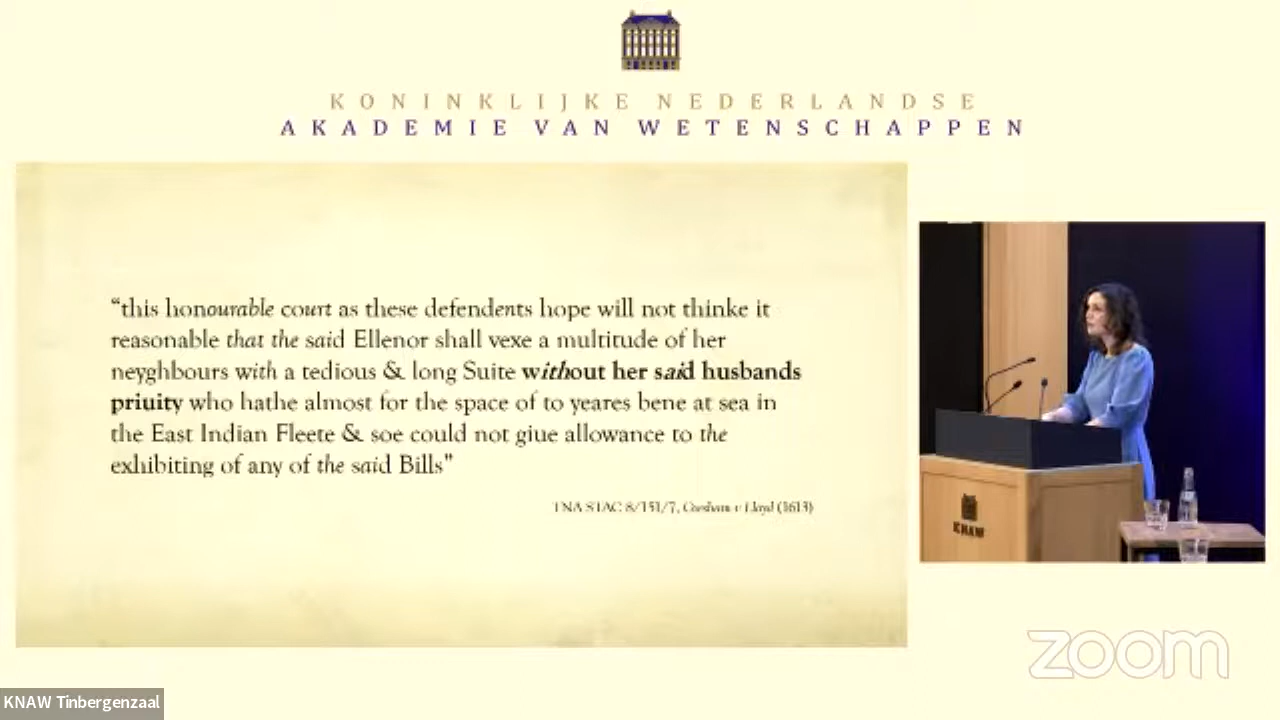 KONINKLIJKE NEDERLANDSE
AKADEMIE VAN WETENSCHAPPEN
“this honourable court as these defendents hope will not thinke it
reasonable that the said Ellenor shall vexe a multitude of her
neyghbours with a tedious & long Suite without her said husbands
priuity who hathe almost for the space of to yeares bene at sea in
the East Indian Fleete & soe could not giue allowance to the
exhibiting of any of the said Bills”
TNA STAC 8/151/7, v Lloyd (1613)
KNAW
zoom
KNAW Tinbergenzaal